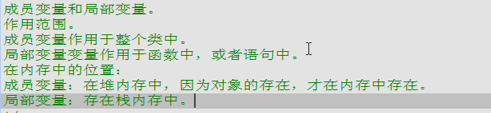 成员变量和局部变量。
作用范围。
成员变量作用于整个类中。
局部变量变量作用于函数中，或者语句中。
在内存中的位置：
成员变量：在堆内存中，因为对象的存在，才在内存中存在。
局部变量：存在栈内存中。
*/